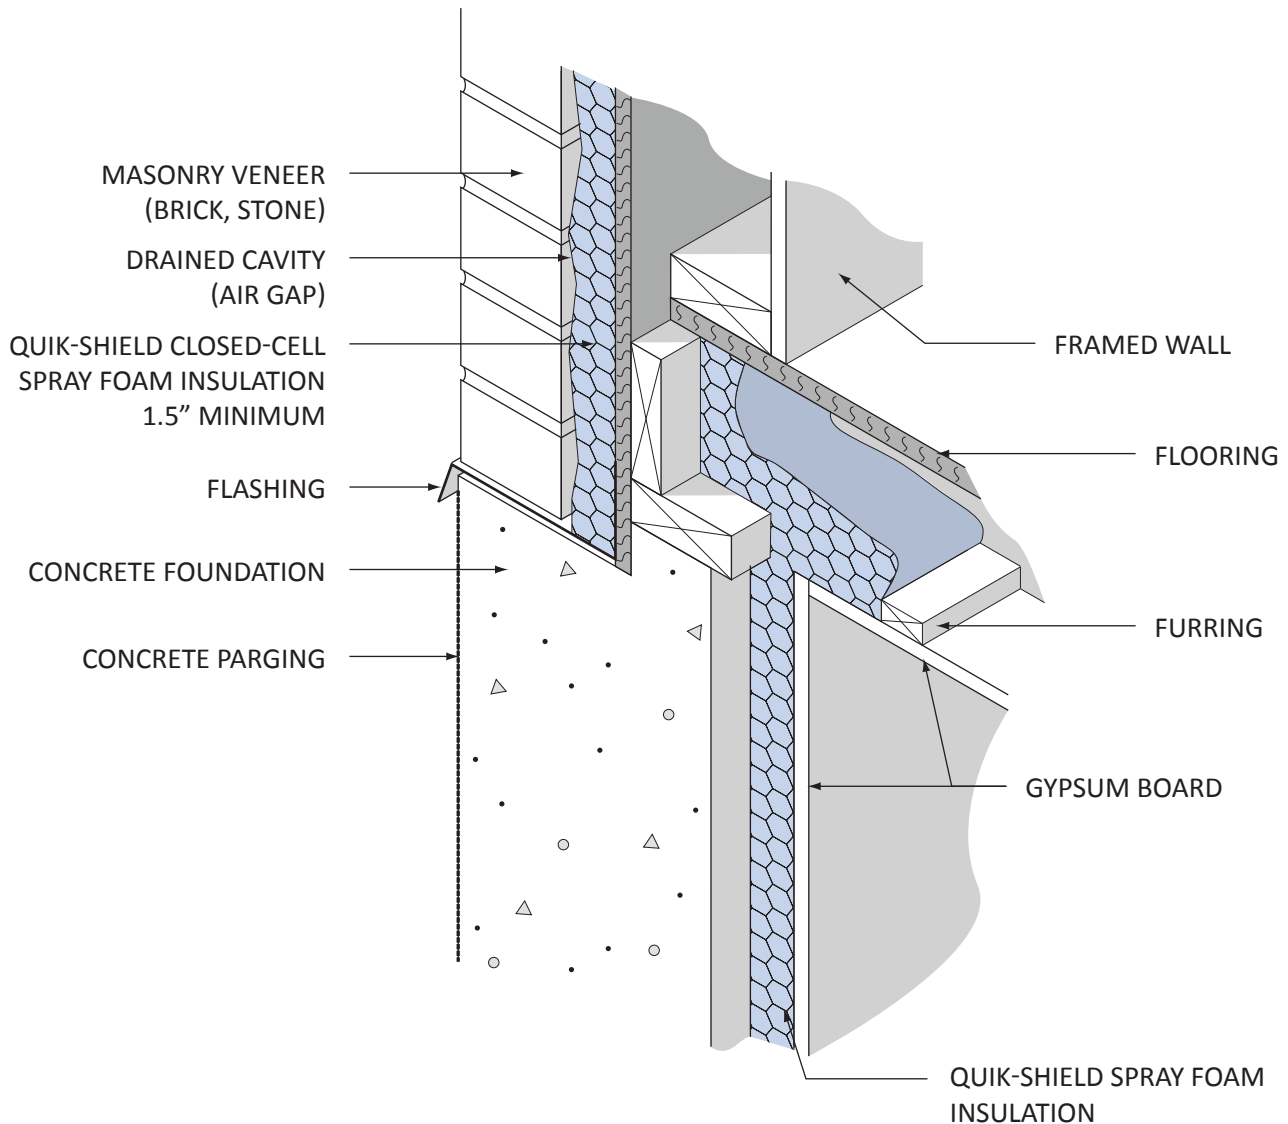 MASONRY VENEER
(BRICK, STONE)
DRAINED CAVITY
(AIR GAP)
QUIK-SHIELD CLOSED-CELL
SPRAY FOAM INSULATION
1.5” MINIMUM
FLASHING
CONCRETE FOUNDATION
CONCRETE PARGING
FRAMED WALL
FLOORING
FURRING
GYPSUM BOARD
QUIK-SHIELD SPRAY FOAM
INSULATION